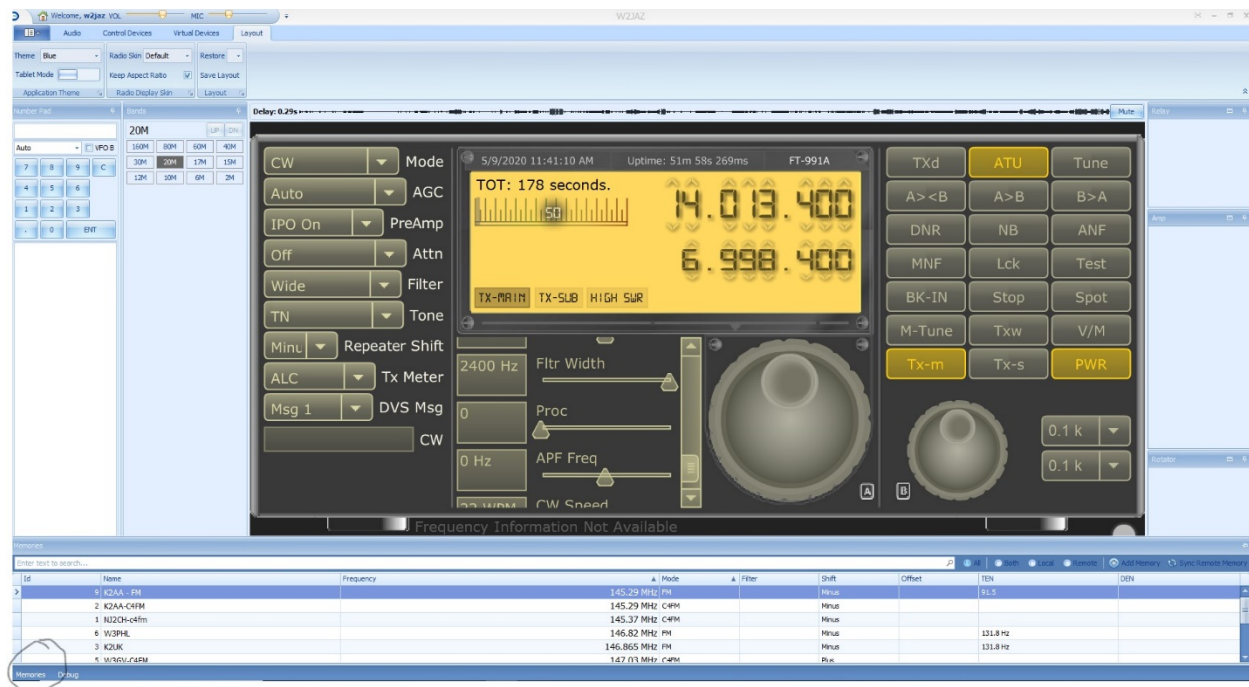 Welcome, w2jaz VOL MIC W2JAZ
Audio Control Devices Virtual Devices Layout
Theme Blue Radio Skin Default Restore
Tablet Mode Keep Aspect Ratio Save Layout
Application Theme Radio Display Skin Layout
Number Pad Bands Delay: 0.29s Mute Relay
20M UP DN
Auto VFO B 160M 80M 60M 40M
7 8 9 C 30M 20M 17M 15M
4 5 6 12M 10M 6M 2M
1 2 3
. 0 ENT
CW Mode
Auto AGC
IPO On PreAmp
Off Attn
Wide Filter
TN Tone
Minu Repeater Shift
ALC Tx Meter
Msg 1 DVS Msg
CW
5/9/2020 11:41:10 AM Uptime: 51m 58s 269ms FT-991A
TOT: 178 seconds. 14.013.400
50
6.998.400
TX-MAIN TX-SUB HIGH SWR
2400 Hz Fltr Width
0 Proc
0 Hz APF Freq
22 WPM CW Speed
A B
TXd ATU Tune
A><B A>B B>A
DNR NB ANF
MNF Lck Test
BK-IN Stop Spot
M-Tune Txw V/M
Tx-m Tx-s PWR
0.1 k
0.1 k
Amp
Rotator
Frequency Information Not Available
Memories
Enter text to search... All Both Local Remote Add Memory Sync Remote Memory
Id Name Frequency Mode Filter Shift Offset TEN DEN
9 K2AA - FM 145.29 MHz FM Minus 91.5
2 K2AA-C4FM 145.29 MHz C4FM Minus
1 NJ2CH-c4fm 145.37 MHz C4FM Minus
6 W3PHL 146.82 MHz FM Minus 131.8 Hz
3 K2UK 146.865 MHz FM Minus 131.8 Hz
5 W3GV-C4FM 147.03 MHz C4FM Plus
Memories Debug